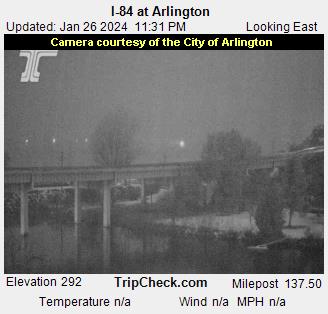 I-84 at Arlington
Updated: Jan 26 2024 11:31 PM Looking East
Camera courtesy of the City of Arlington
Elevation 292 TripCheck.com Milepost 137.50
Temperature n/a Wind n/a MPH n/a